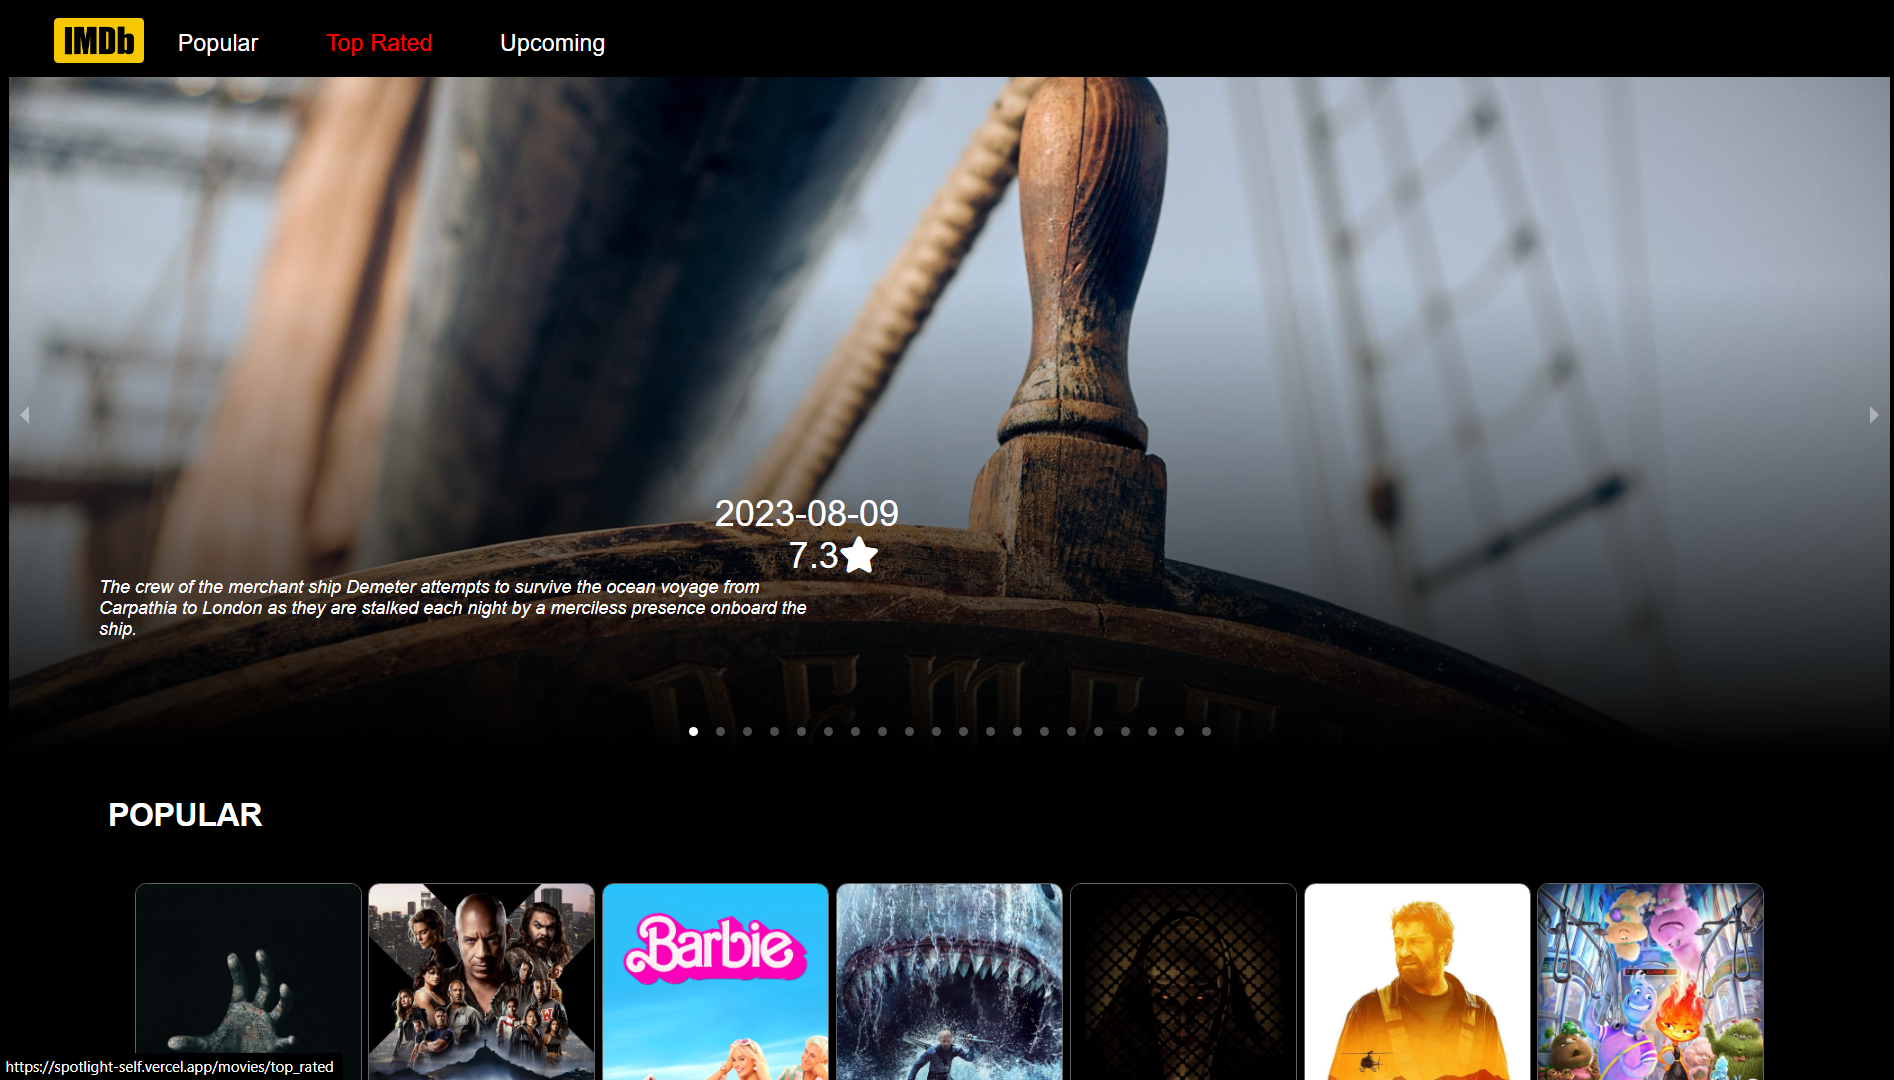 IMDb
Popular
Top Rated
Upcoming
2023-08-09
7.3
The crew of the merchant ship Demeter attempts to survive the ocean voyage from
Carpathia to London as they are stalked each night by a merciless presence onboard the
ship.
DEMET
POPULAR
Barbie
https://spotlight-self.vercel.app/movies/top_rated